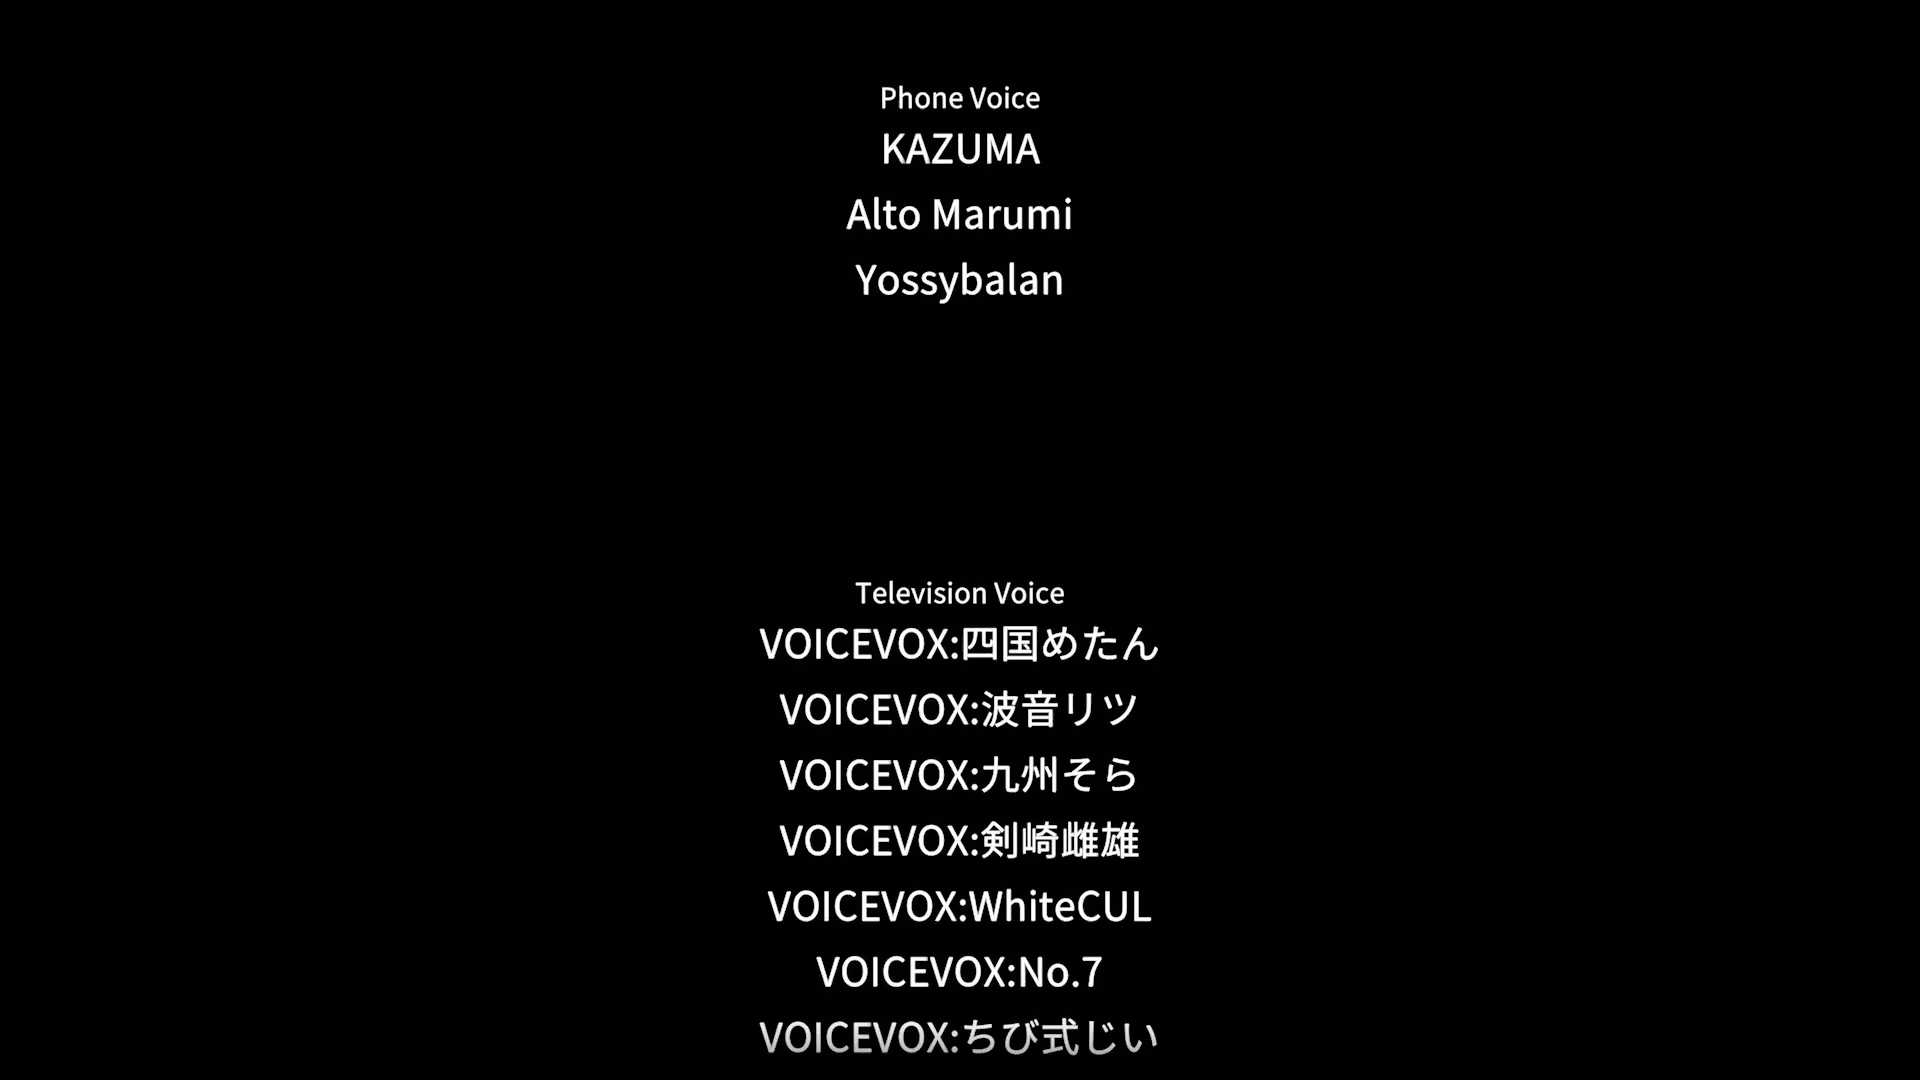 Phone Voice
KAZUMA
Alto Marumi
Yossybalan
Television Voice
VOICEVOX:四国めたん
VOICEVOX:波音リツ
VOICEVOX:九州そら
VOICEVOX:剣崎雌雄
VOICEVOX:WhiteCUL
VOICEVOX:No.7
VOICEVOX:ちび式じい